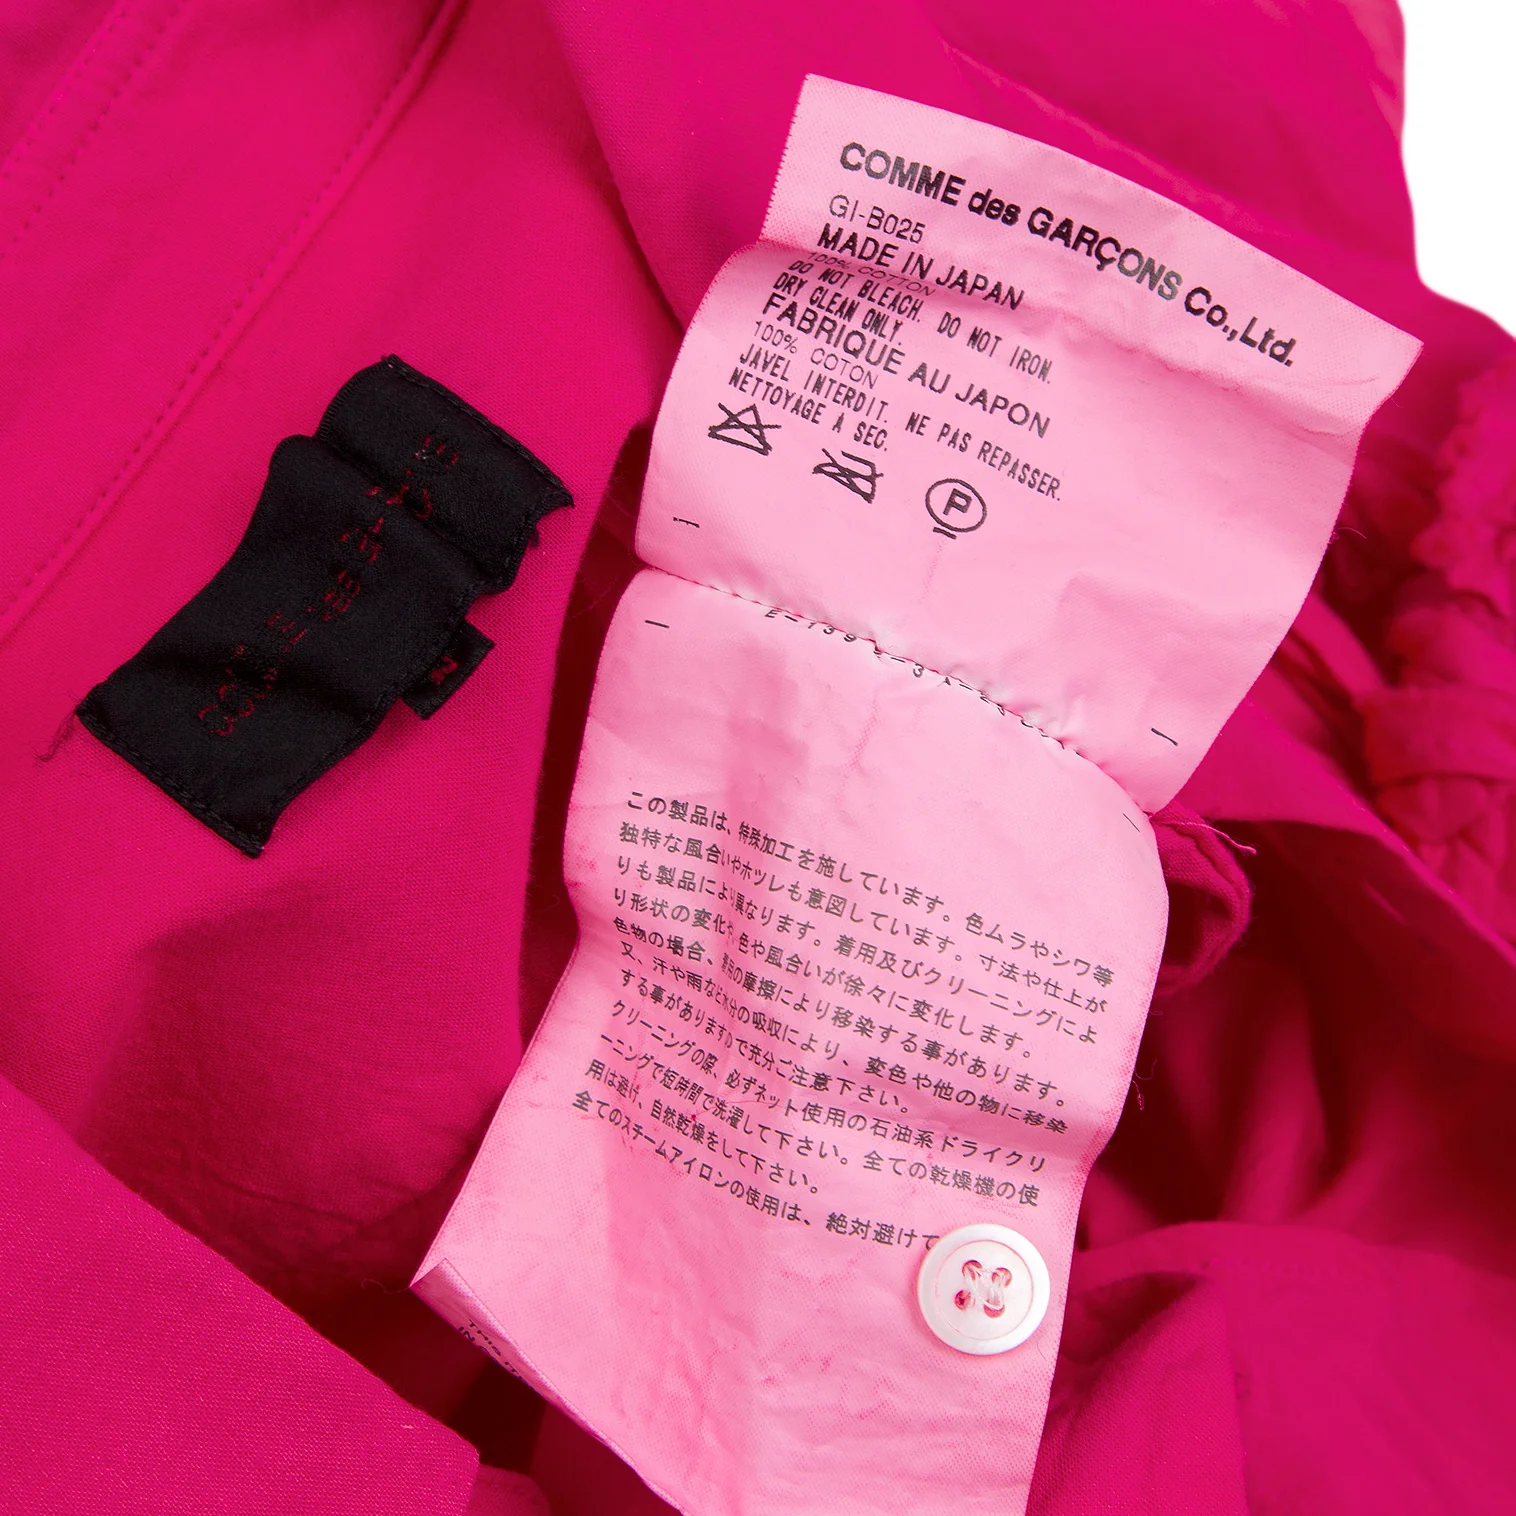 COMME des GARÇONS Co.,Ltd.
GI-B025
MADE IN JAPAN
100% COTTON
DO NOT BLEACH. DO NOT IRON.
DRY CLEAN ONLY.
FABRIQUE AU JAPON
100% COTON
JAVEL INTERDIT. NE PAS REPASSER.
NETTOYAGE A SEC.
P
この製品は、特殊加工を施しています。色ムラやシワ等
独特な風合いやホツレも意図しています。寸法や仕上が
りも製品により異なります。着用及びクリーニングによ
り形状の変化や色や風合いが徐々に変化します。
色物の場合、着用の摩擦により移染する事があります。
又、汗や雨など水分の吸収により、変色や他の物に移染
する事がありますので充分ご注意下さい。
クリーニングの際、必ずネット使用の石油系ドライクリ
ーニングで短時間で洗濯して下さい。全ての乾燥機の使
用は避け、自然乾燥をして下さい。
全てのスチームアイロンの使用は、絶対避けて